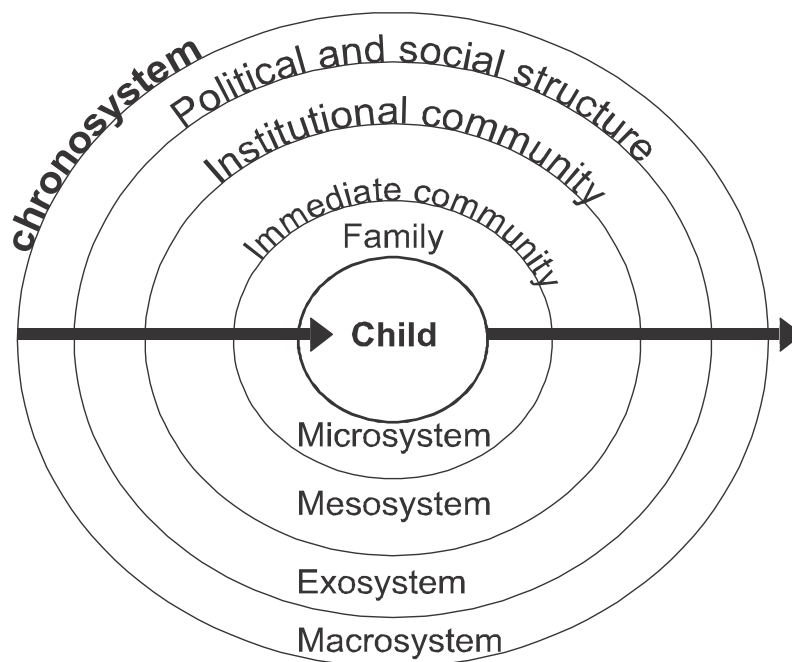 chronosystem
Political and social structure
Institutional community
Immediate community
Family
Child
Microsystem
Mesosystem
Exosystem
Macrosystem